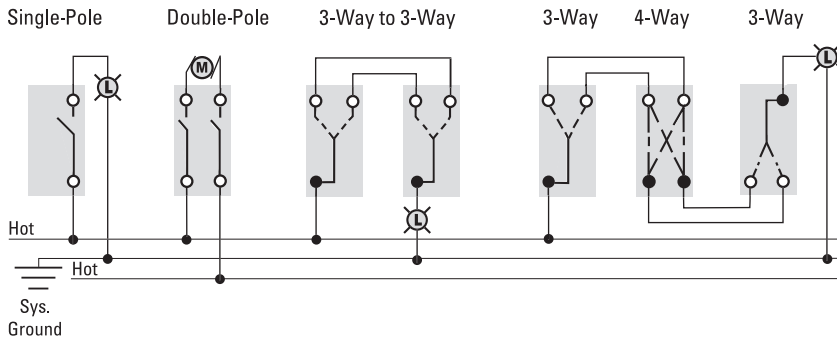 Single-Pole
Double-Pole
3-Way to 3-Way
3-Way
4-Way
3-Way
L
M
L
L
Hot
Hot
Sys.
Ground